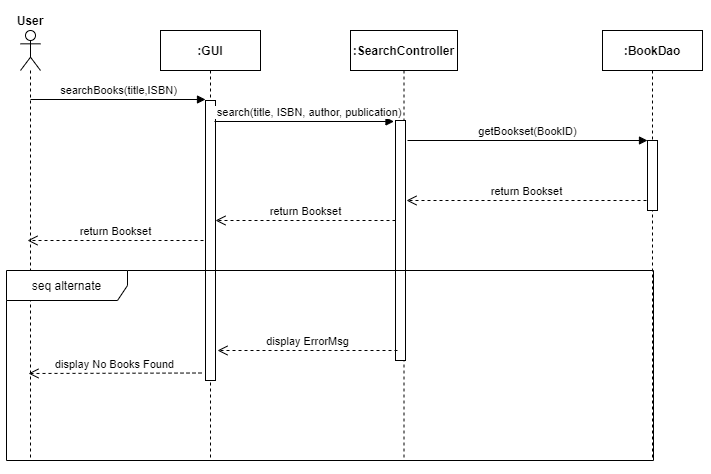 User
:GUI
:SearchController
:BookDao
searchBooks(title,ISBN)
search(title, ISBN, author, publication)
getBookset(BookID)
return Bookset
return Bookset
return Bookset
seq alternate
display ErrorMsg
display No Books Found